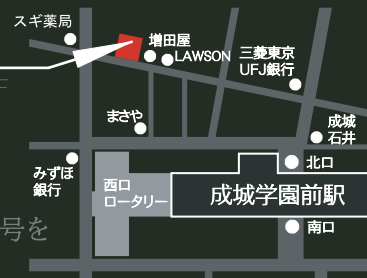 スギ薬局
増田屋
LAWSON
三菱東京
UFJ銀行
まさや
成城
石井
みずほ
銀行
西口
ロータリー
北口
成城学園前駅
南口
号を